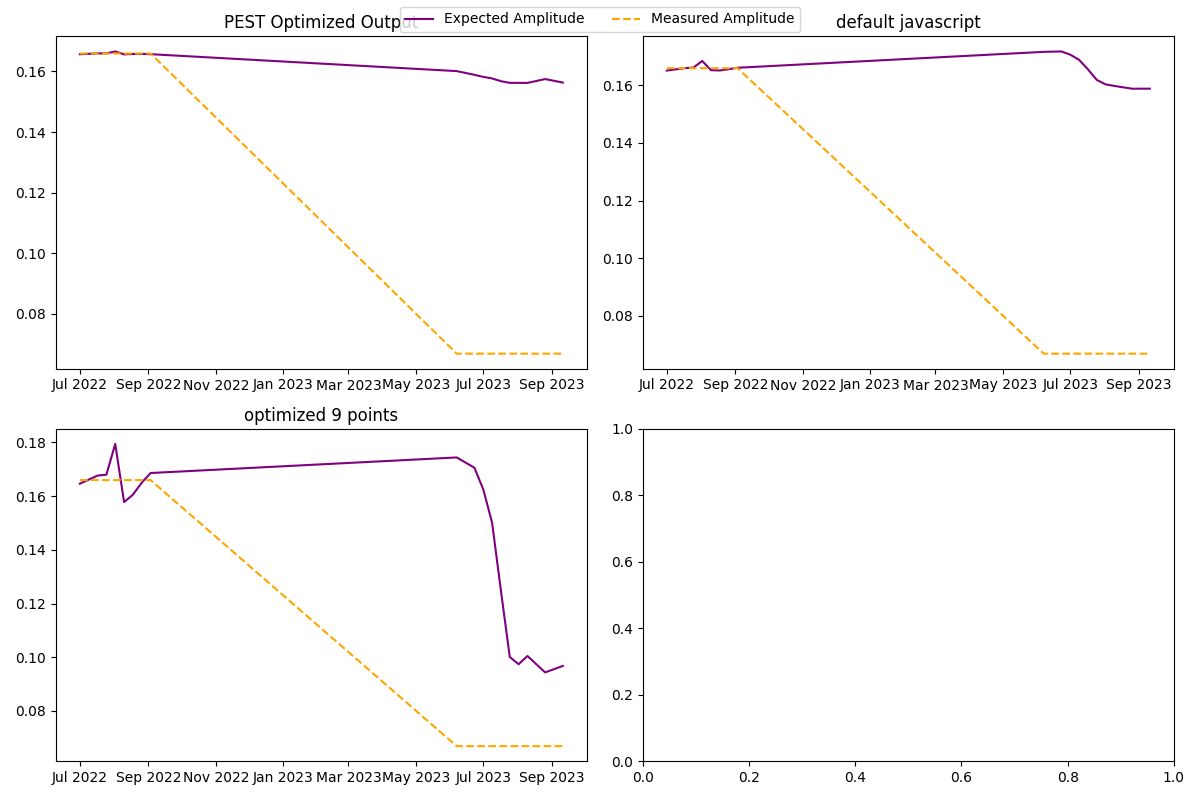 Expected Amplitude Measured Amplitude
PEST Optimized Output
0.16
0.14
0.12
0.10
0.08
Jul 2022 Sep 2022 Nov 2022 Jan 2023 Mar 2023 May 2023 Jul 2023 Sep 2023
default javascript
0.16
0.14
0.12
0.10
0.08
Jul 2022 Sep 2022 Nov 2022 Jan 2023 Mar 2023 May 2023 Jul 2023 Sep 2023
optimized 9 points
0.18
0.16
0.14
0.12
0.10
0.08
Jul 2022 Sep 2022 Nov 2022 Jan 2023 Mar 2023 May 2023 Jul 2023 Sep 2023
1.0
0.8
0.6
0.4
0.2
0.0
0.0 0.2 0.4 0.6 0.8 1.0